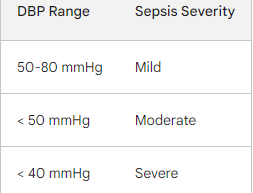 DBP Range Sepsis Severity
50-80 mmHg Mild
< 50 mmHg Moderate
< 40 mmHg Severe